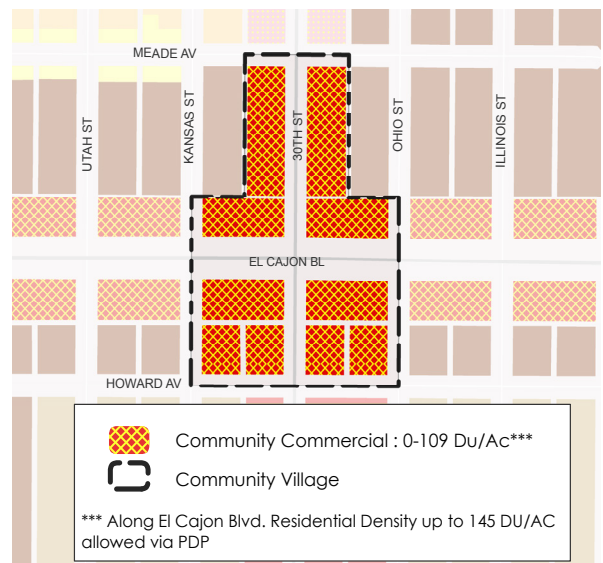 MEADE AV
UTAH ST
KANSAS ST
30TH ST
OHIO ST
ILLINOIS ST
EL CAJON BL
HOWARD AV
Community Commercial : 0-109 Du/Ac***
Community Village
*** Along El Cajon Blvd. Residential Density up to 145 DU/AC
allowed via PDP